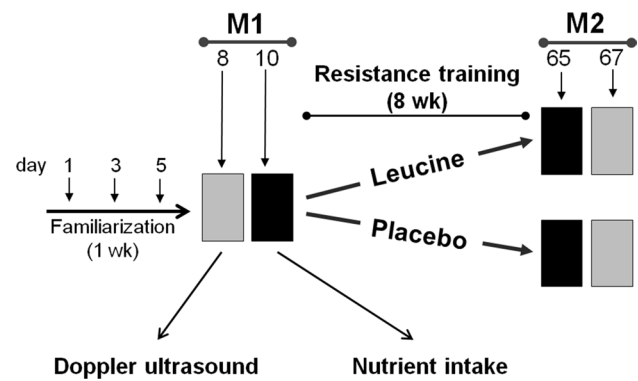 M1
M2
8 10
65 67
Resistance training
(8 wk)
day 1 3 5
Leucine
Familiarization
(1 wk)
Placebo
Doppler ultrasound
Nutrient intake